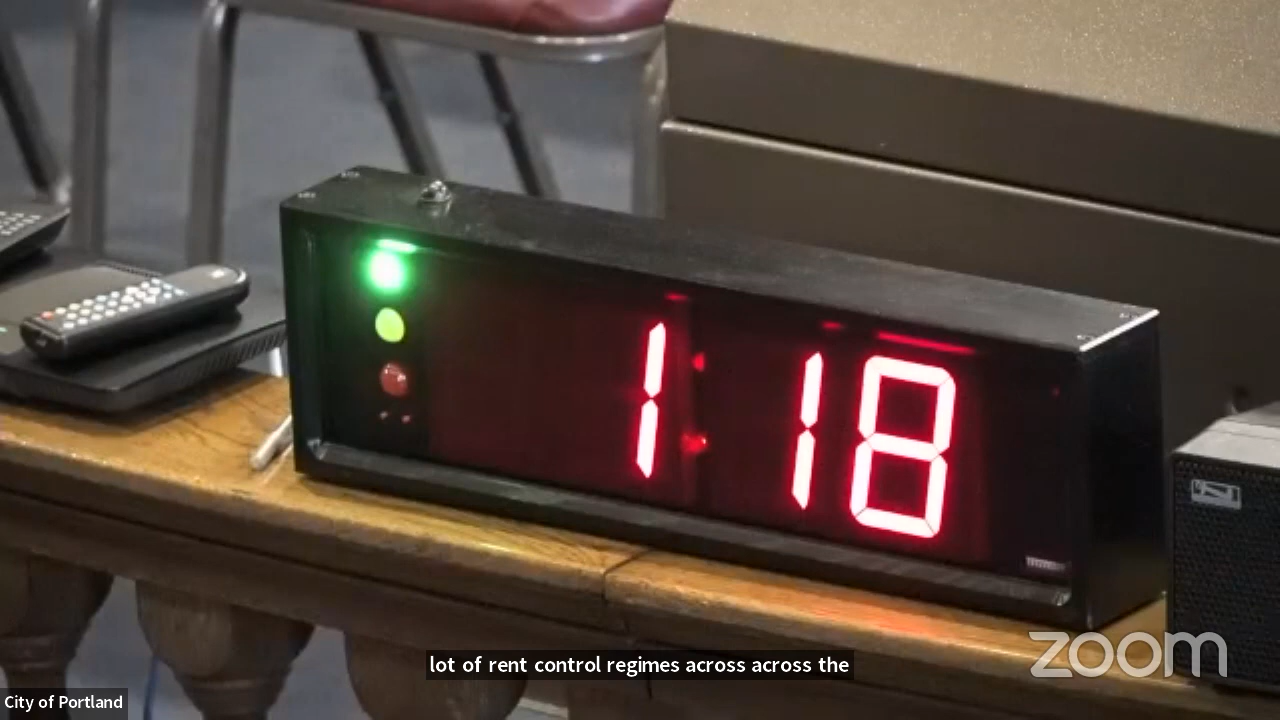 1:18
lot of rent control regimes across across the
zoom
City of Portland